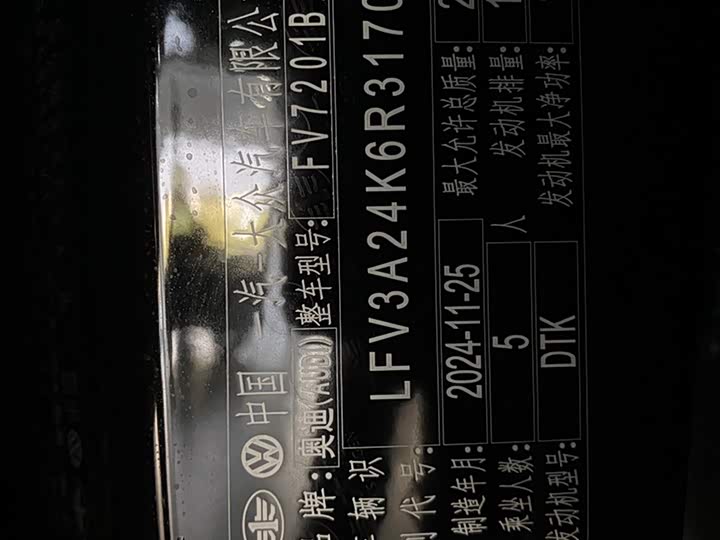 中国 一汽-大众汽车有限公
牌:奥迪(AUDI) 整车型号:FV7201B
辆识
代号: LFV3A24K6R3170
制造年月:2024-11-25 最大允许总质量:2
乘坐人数:5 人 发动机排量:1
发动机型号:DTK 发动机最大净功率: